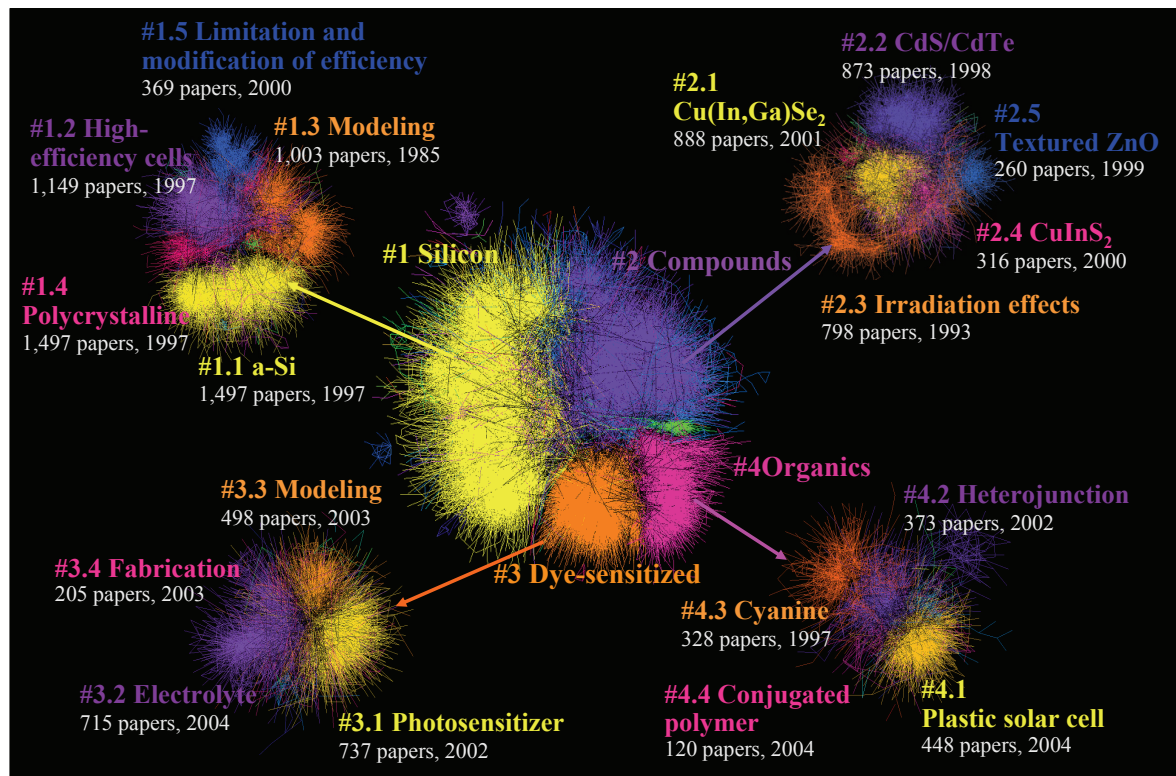 #1.5 Limitation and
modification of efficiency
369 papers, 2000
#1.2 High-
efficiency cells
1,149 papers, 1997
#1.3 Modeling
1,003 papers, 1985
#1.4
Polycrystalline
1,497 papers, 1997
#1.1 a-Si
1,497 papers, 1997
#2.2 CdS/CdTe
873 papers, 1998
#2.1
Cu(In,Ga)Se₂
888 papers, 2001
#2.5
Textured ZnO
260 papers, 1999
#2.4 CuInS₂
316 papers, 2000
#2.3 Irradiation effects
798 papers, 1993
#1 Silicon
#2 Compounds
#4Organics
#3 Dye-sensitized
#3.3 Modeling
498 papers, 2003
#3.4 Fabrication
205 papers, 2003
#3.2 Electrolyte
715 papers, 2004
#3.1 Photosensitizer
737 papers, 2002
#4.2 Heterojunction
373 papers, 2002
#4.3 Cyanine
328 papers, 1997
#4.4 Conjugated
polymer
120 papers, 2004
#4.1
Plastic solar cell
448 papers, 2004